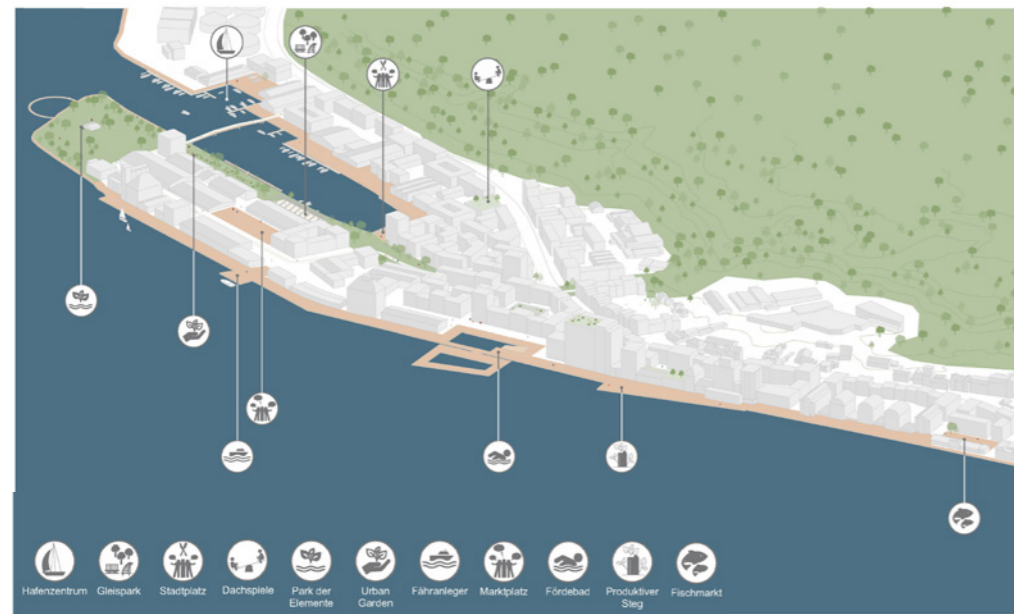 Hafenzentrum Gleispark Stadtplatz Dachspiele Park der Elemente Urban Garden Fähranleger Marktplatz Fördebad Produktiver Steg Fischmarkt